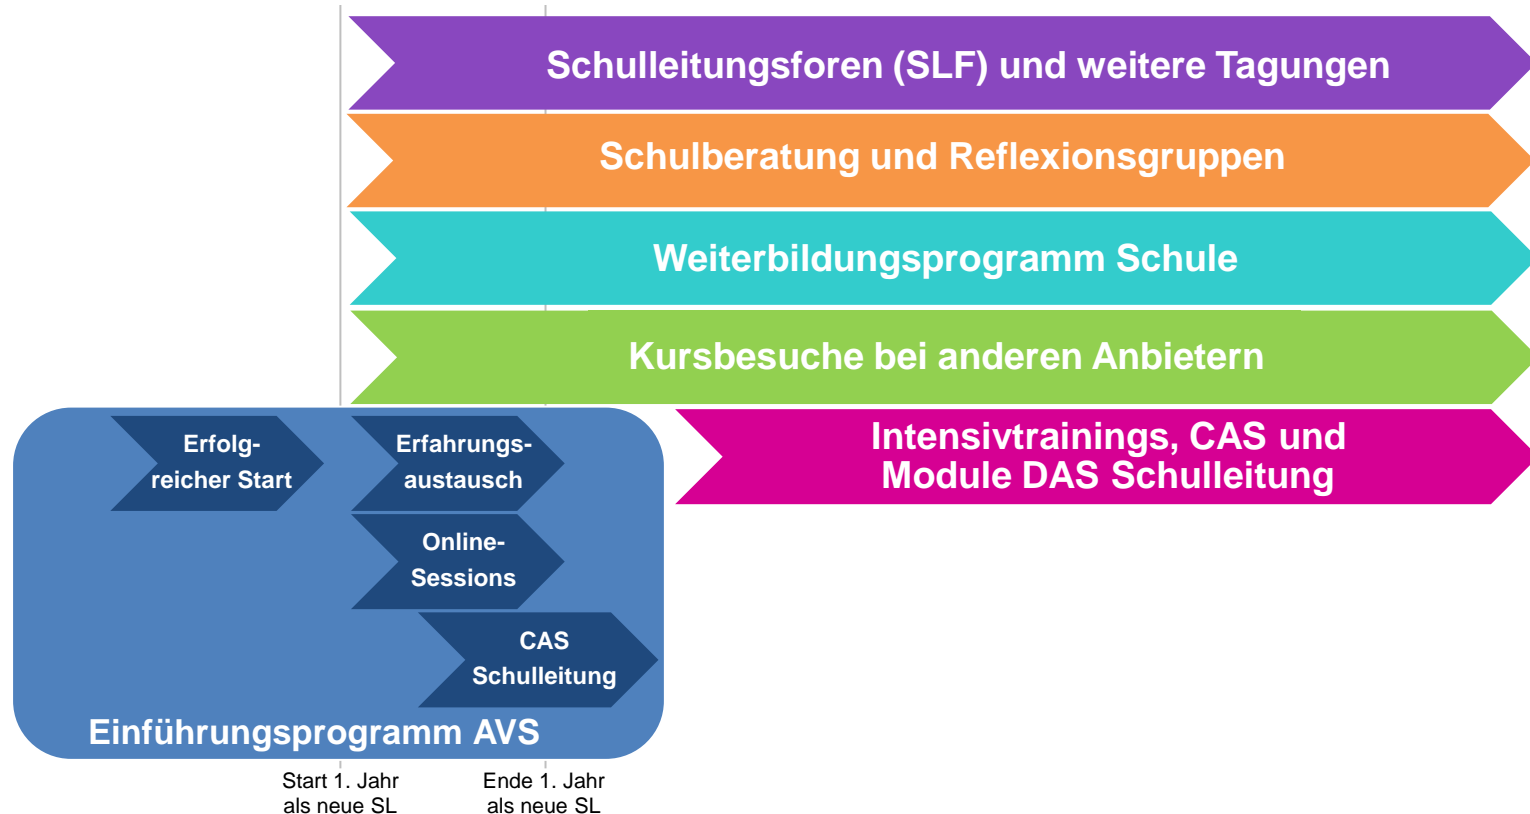 Schulleitungsforen (SLF) und weitere Tagungen
Schulberatung und Reflexionsgruppen
Weiterbildungsprogramm Schule
Kursbesuche bei anderen Anbietern
Erfolg-
reicher Start
Erfahrungs-
austausch
Intensivtrainings, CAS und
Module DAS Schulleitung
Online-
Sessions
CAS
Schulleitung
Einführungsprogramm AVS
Start 1. Jahr
als neue SL
Ende 1. Jahr
als neue SL